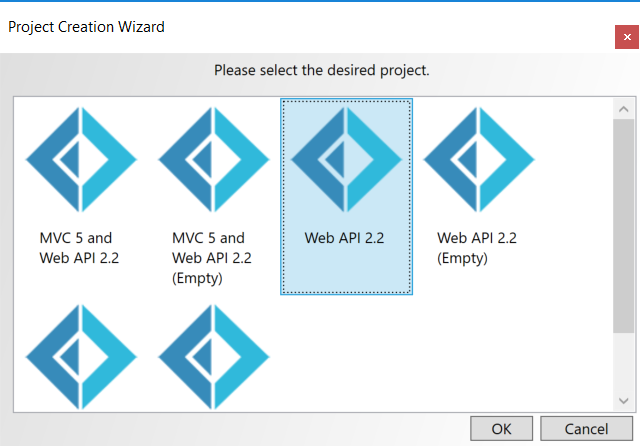 Project Creation Wizard
Please select the desired project.
MVC 5 and
Web API 2.2
MVC 5 and
Web API 2.2
(Empty)
Web API 2.2
Web API 2.2
(Empty)
OK
Cancel